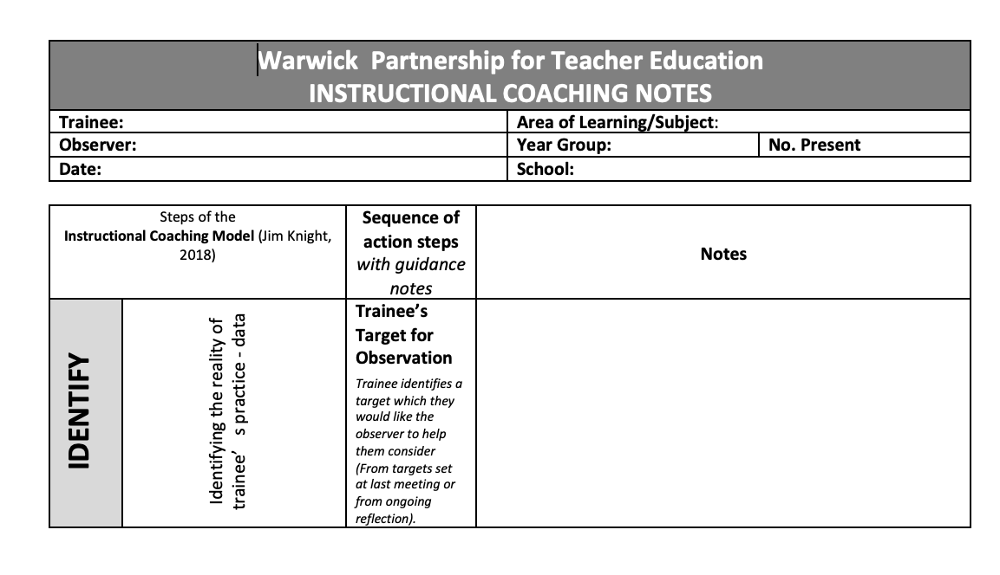 Warwick  Partnership for Teacher Education
INSTRUCTIONAL COACHING NOTES
Trainee:
Area of Learning/Subject:
Observer:
Year Group:
No. Present
Date:
School:
Steps of the
Instructional Coaching Model (Jim Knight,
2018)
Sequence of
action steps
with guidance
notes
Notes
IDENTIFY
Identifying the reality of
trainee’ s practice - data
Trainee’s
Target for
Observation
Trainee identifies a
target which they
would like the
observer to help
them consider
(From targets set
at last meeting or
from ongoing
reflection).